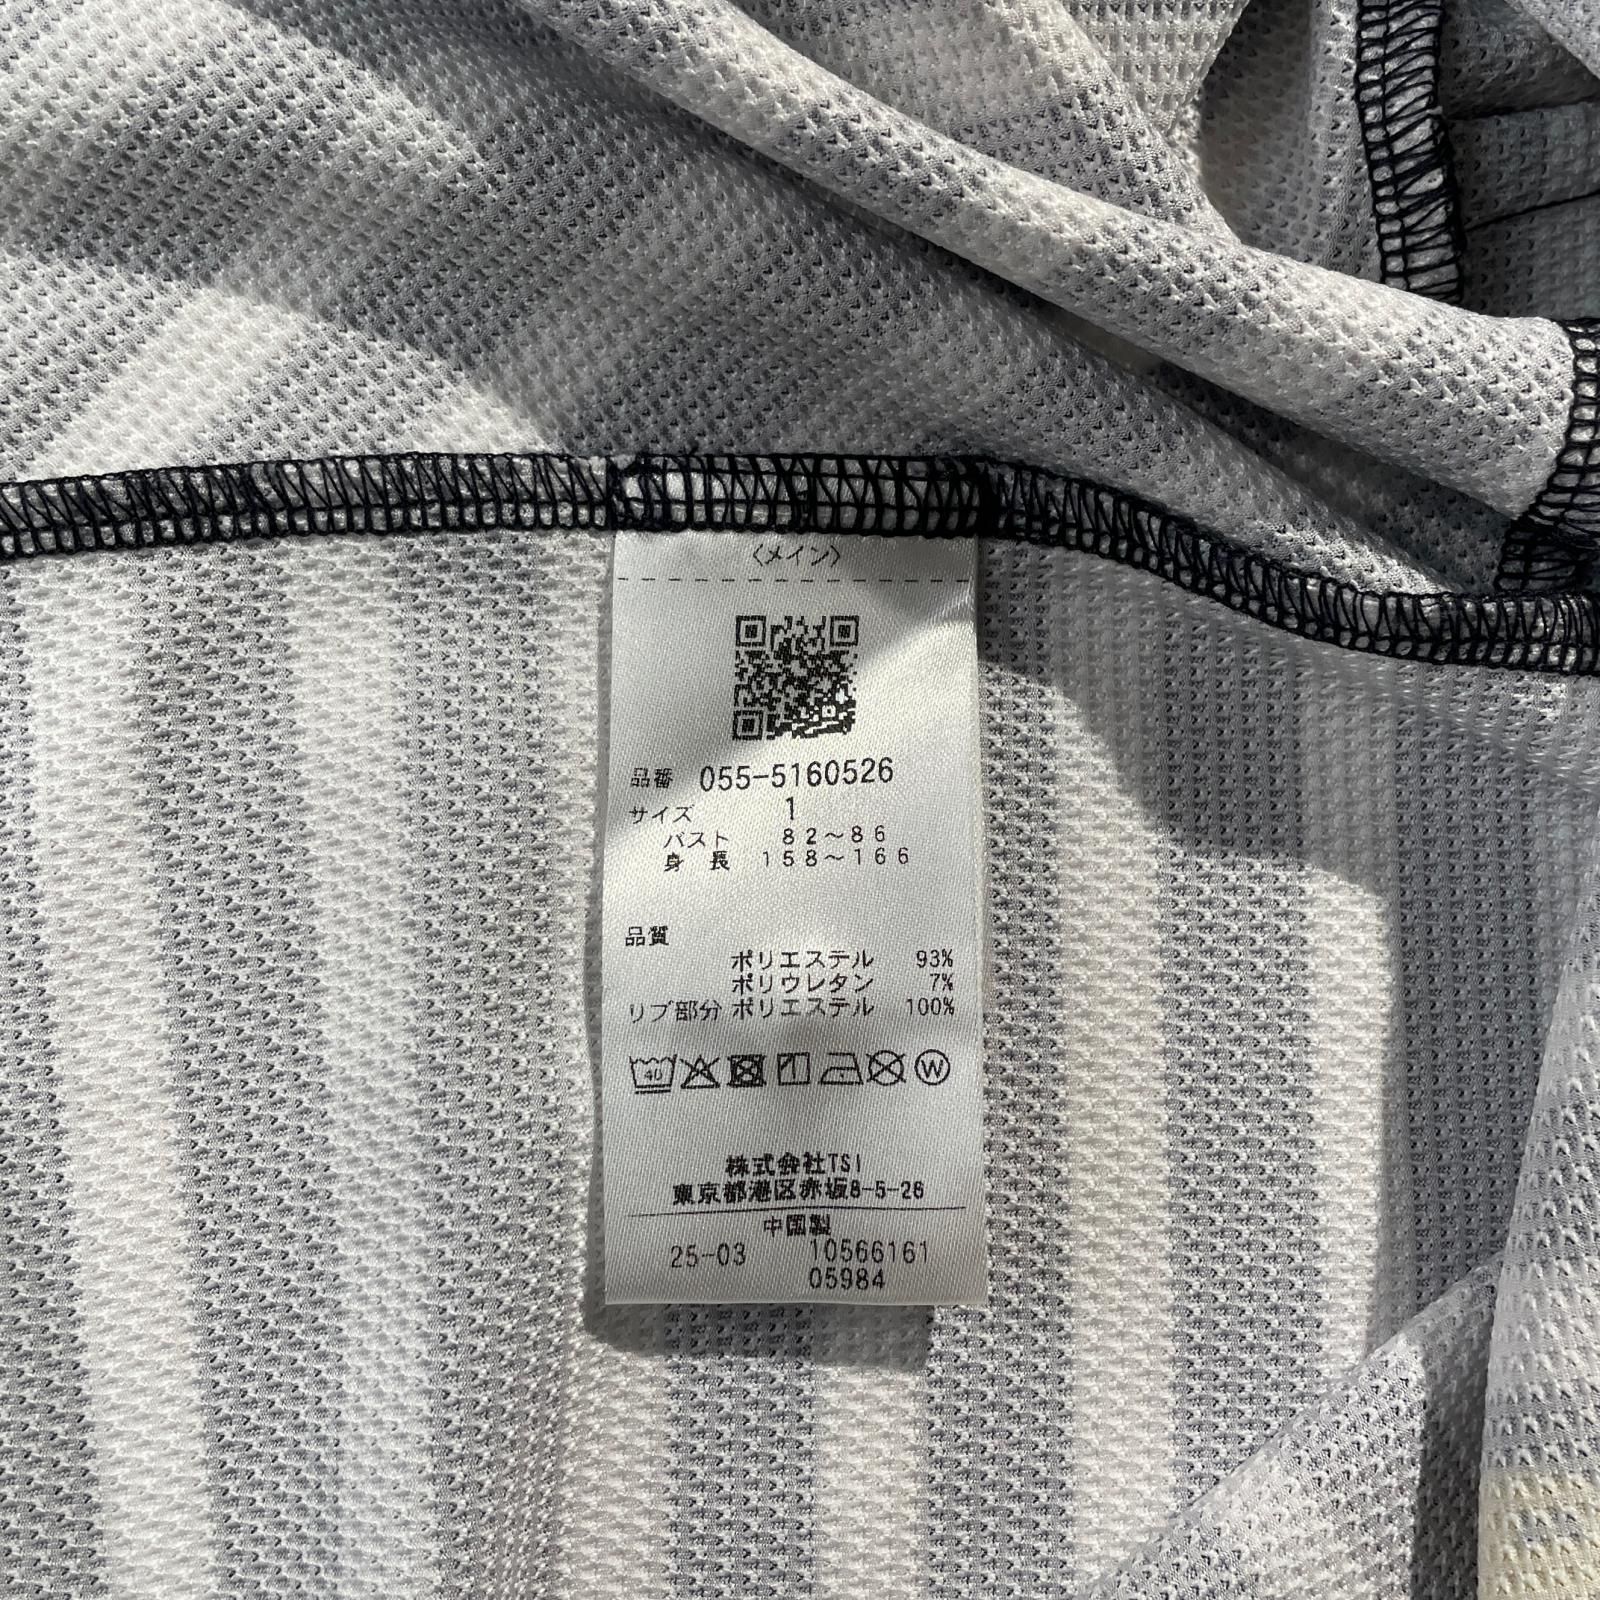 〈メイン〉
品番 055-5160526
サイズ 1
バスト 82～86
身長 158～166
品質
ポリエステル 93%
ポリウレタン 7%
リブ部分 ポリエステル 100%
40
W
株式会社TSI
東京都港区赤坂8-5-26
中国製
25-03 10566161
05984